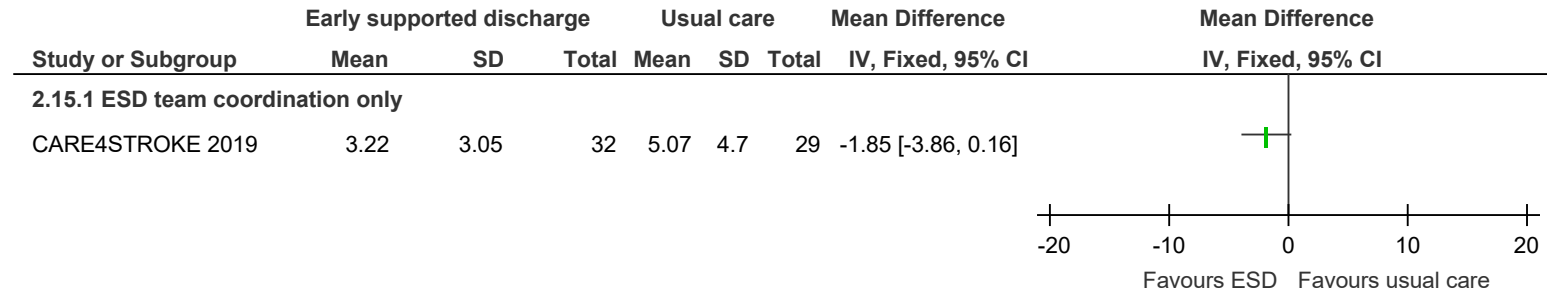 Early supported discharge Usual care Mean Difference Mean Difference
Study or Subgroup Mean SD Total Mean SD Total IV, Fixed, 95% CI IV, Fixed, 95% CI
2.15.1 ESD team coordination only
CARE4STROKE 2019 3.22 3.05 32 5.07 4.7 29 -1.85 [-3.86, 0.16]
-20 -10 0 10 20
Favours ESD Favours usual care